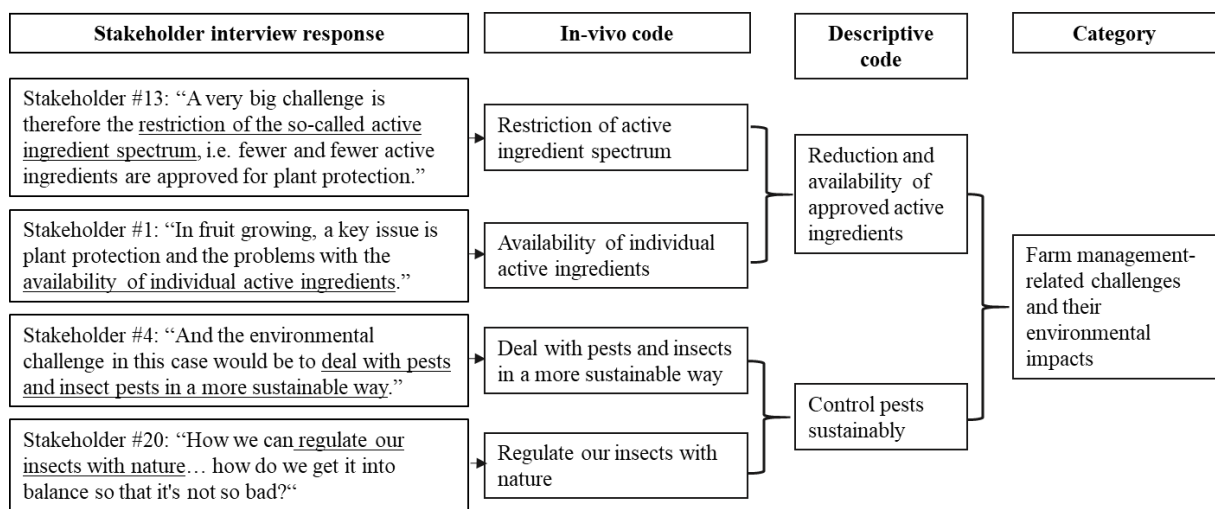 Stakeholder interview response
In-vivo code
Descriptive
code
Category
Stakeholder #13: “A very big challenge is
therefore the restriction of the so-called active
ingredient spectrum, i.e. fewer and fewer active
ingredients are approved for plant protection.”
Restriction of active
ingredient spectrum
Stakeholder #1: “In fruit growing, a key issue is
plant protection and the problems with the
availability of individual active ingredients.”
Availability of individual
active ingredients
Reduction and
availability of
approved active
ingredients
Stakeholder #4: “And the environmental
challenge in this case would be to deal with pests
and insect pests in a more sustainable way.”
Deal with pests and insects
in a more sustainable way
Stakeholder #20: “How we can regulate our
insects with nature… how do we get it into
balance so that it's not so bad?“
Regulate our insects with
nature
Control pests
sustainably
Farm management-
related challenges
and their
environmental
impacts